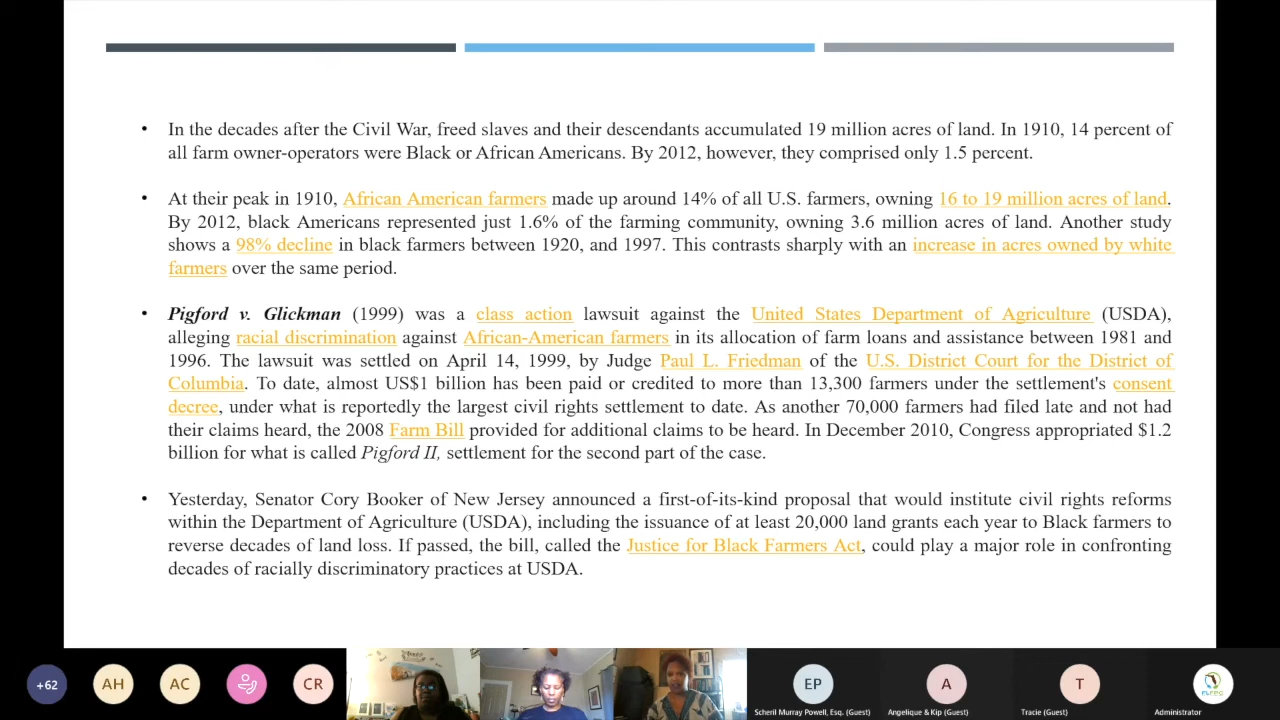 • In the decades after the Civil War, freed slaves and their descendants accumulated 19 million acres of land. In 1910, 14 percent of
all farm owner-operators were Black or African Americans. By 2012, however, they comprised only 1.5 percent.
• At their peak in 1910, African American farmers made up around 14% of all U.S. farmers, owning 16 to 19 million acres of land.
By 2012, black Americans represented just 1.6% of the farming community, owning 3.6 million acres of land. Another study
shows a 98% decline in black farmers between 1920, and 1997. This contrasts sharply with an increase in acres owned by white
farmers over the same period.
• Pigford v. Glickman (1999) was a class action lawsuit against the United States Department of Agriculture (USDA),
alleging racial discrimination against African-American farmers in its allocation of farm loans and assistance between 1981 and
1996. The lawsuit was settled on April 14, 1999, by Judge Paul L. Friedman of the U.S. District Court for the District of
Columbia. To date, almost US$1 billion has been paid or credited to more than 13,300 farmers under the settlement's consent
decree, under what is reportedly the largest civil rights settlement to date. As another 70,000 farmers had filed late and not had
their claims heard, the 2008 Farm Bill provided for additional claims to be heard. In December 2010, Congress appropriated $1.2
billion for what is called Pigford II, settlement for the second part of the case.
• Yesterday, Senator Cory Booker of New Jersey announced a first-of-its-kind proposal that would institute civil rights reforms
within the Department of Agriculture (USDA), including the issuance of at least 20,000 land grants each year to Black farmers to
reverse decades of land loss. If passed, the bill, called the Justice for Black Farmers Act, could play a major role in confronting
decades of racially discriminatory practices at USDA.
+62 AH AC CR EP A T
Scheril Murray Powell, Esq. (Guest) Angelique & Kip (Guest) Tracie (Guest) Administrator